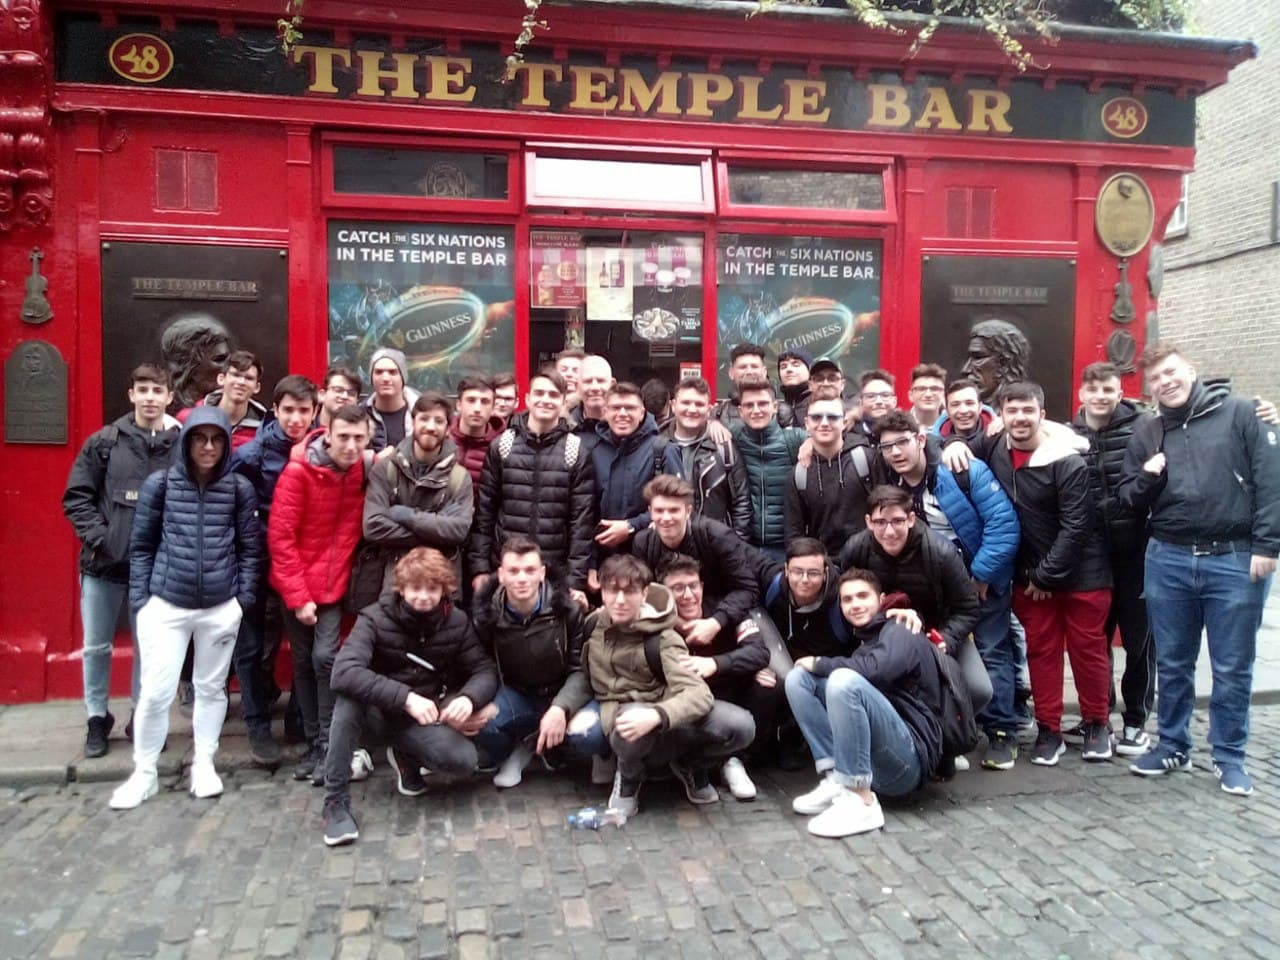 48
THE TEMPLE BAR
48
THE TEMPLE BAR
CATCH THE SIX NATIONS
IN THE TEMPLE BAR
GUINNESS
CATCH THE SIX NATIONS
IN THE TEMPLE BAR
GUINNESS
THE TEMPLE BAR